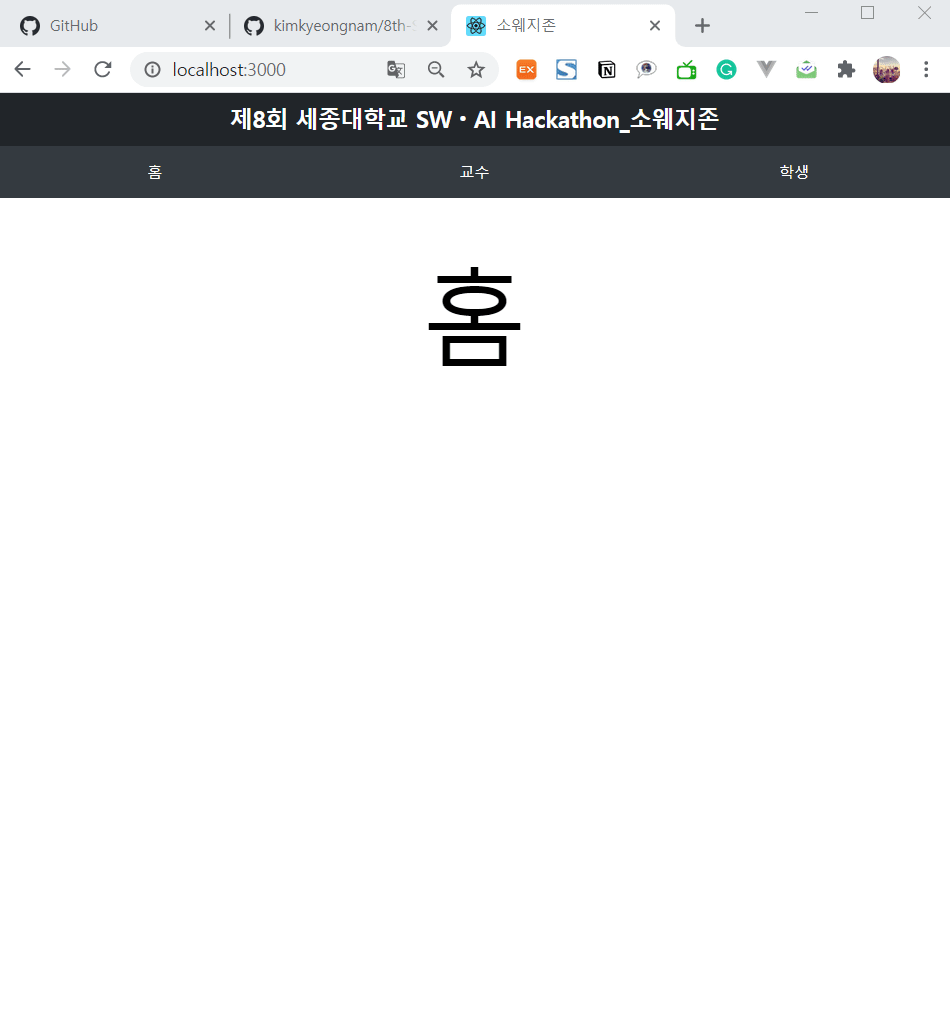 GitHub
kimkyeongnam/8th-
소웨지존
localhost:3000
EX
N
G
제8회 세종대학교 SW·AI Hackathon_소웨지존
홈
교수
학생
홈